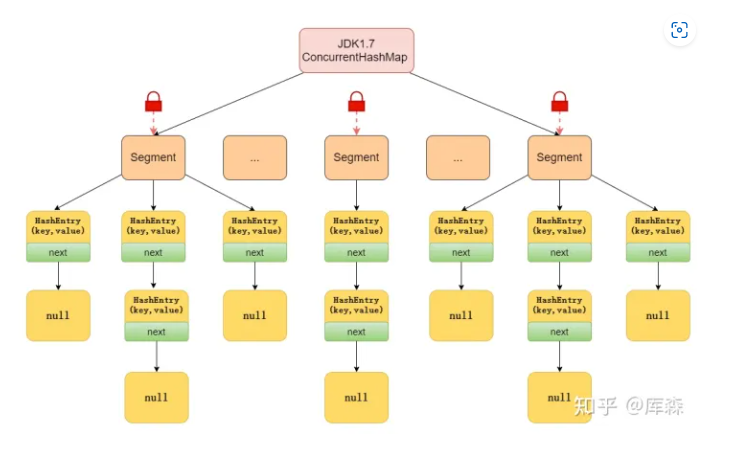 JDK1.7
ConcurrentHashMap
Segment
...
Segment
...
Segment
HashEntry
(key,value)
next
HashEntry
(key,value)
next
HashEntry
(key,value)
next
HashEntry
(key,value)
next
HashEntry
(key,value)
next
HashEntry
(key,value)
next
HashEntry
(key,value)
next
null
HashEntry
(key,value)
next
null
HashEntry
(key,value)
next
null
HashEntry
(key,value)
next
null
null
null
null
知乎 @库森